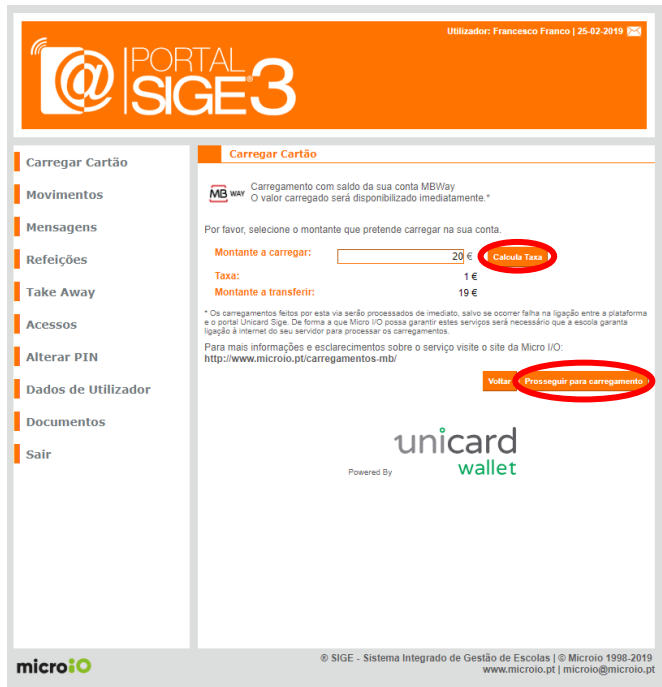 Utilizador: Francesco Franco | 25-02-2019
@ PORTAL
SIGE3
Carregar Cartão
Movimentos
Mensagens
Refeições
Take Away
Acessos
Alterar PIN
Dados de Utilizador
Documentos
Sair
Carregar Cartão
MB WAY
Carregamento com saldo da sua conta MBWay
O valor carregado será disponibilizado imediatamente.*
Por favor, selecione o montante que pretende carregar na sua conta.
Montante a carregar: 20 € Calcula Taxa
Taxa: 1 €
Montante a transferir: 19 €
* Os carregamentos feitos por esta via serão processados de imediato, salvo se ocorrer falha na ligação entre a plataforma
e o portal Unicard Sige. De forma a que Micro I/O possa garantir estes serviços será necessário que a escola garanta
ligação à internet do seu servidor para processar os carregamentos.
Para mais informações e esclarecimentos sobre o serviço visite o site da Micro I/O:
http://www.microio.pt/carregamentos-mb/
Voltar Prosseguir para carregamento
Powered By unicard
wallet
microiO
® SIGE - Sistema Integrado de Gestão de Escolas | © Microio 1998-2019
www.microio.pt | microio@microio.pt